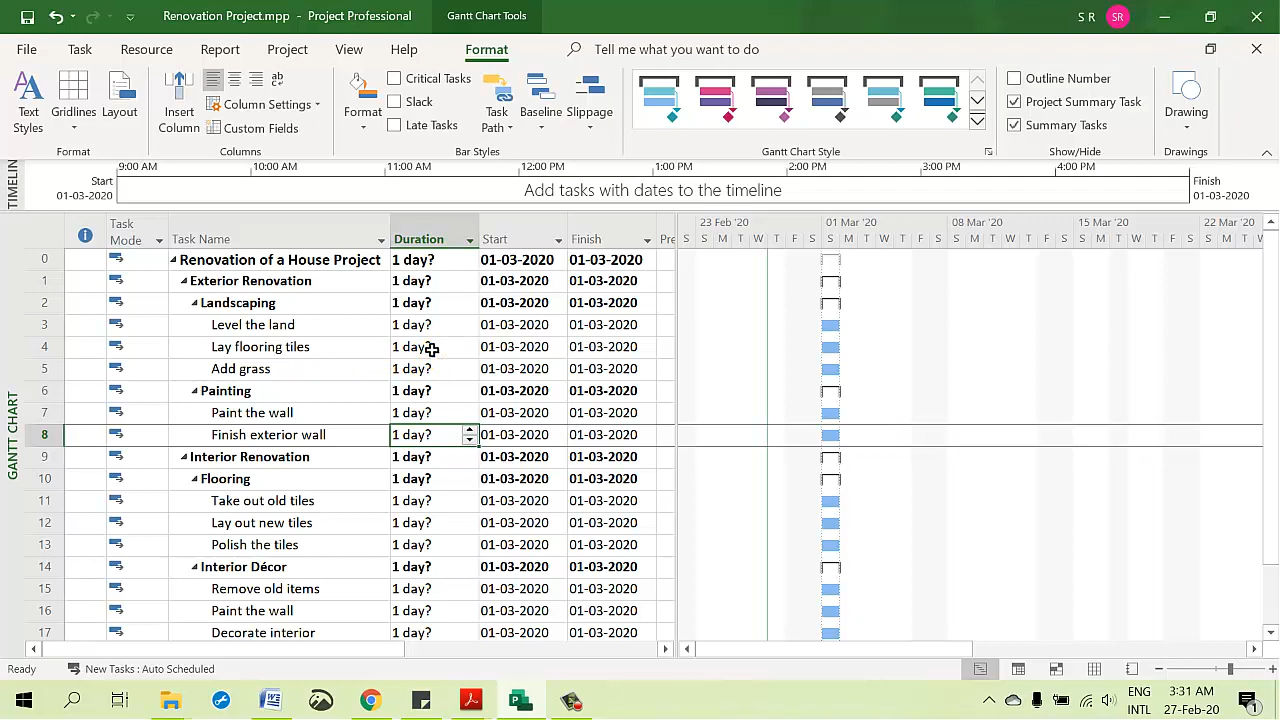 Renovation Project.mpp - Project Professional
Gantt Chart Tools
S R
SR
File Task Resource Report Project View Help Format Tell me what you want to do
Text Styles
Gridlines
Layout
Format
Insert Column
Column Settings
Custom Fields
Columns
Format
Critical Tasks
Slack
Late Tasks
Task Path
Baseline
Slippage
Bar Styles
Gantt Chart Style
Outline Number
Project Summary Task
Summary Tasks
Show/Hide
Drawing
Drawings
TIMELIN
9:00 AM 10:00 AM 11:00 AM 12:00 PM 1:00 PM 2:00 PM 3:00 PM 4:00 PM
Start
01-03-2020
Add tasks with dates to the timeline
Finish
01-03-2020
GANTT CHART
Task Mode Task Name Duration Start Finish Pre
23 Feb '20 01 Mar '20 08 Mar '20 15 Mar '20 22 Mar '20
S S M T W T F S S M T W T F S S M T W T F S S M T W T F S S M T W
0 Renovation of a House Project 1 day? 01-03-2020 01-03-2020
1 Exterior Renovation 1 day? 01-03-2020 01-03-2020
2 Landscaping 1 day? 01-03-2020 01-03-2020
3 Level the land 1 day? 01-03-2020 01-03-2020
4 Lay flooring tiles 1 day? 01-03-2020 01-03-2020
5 Add grass 1 day? 01-03-2020 01-03-2020
6 Painting 1 day? 01-03-2020 01-03-2020
7 Paint the wall 1 day? 01-03-2020 01-03-2020
8 Finish exterior wall 1 day? 01-03-2020 01-03-2020
9 Interior Renovation 1 day? 01-03-2020 01-03-2020
10 Flooring 1 day? 01-03-2020 01-03-2020
11 Take out old tiles 1 day? 01-03-2020 01-03-2020
12 Lay out new tiles 1 day? 01-03-2020 01-03-2020
13 Polish the tiles 1 day? 01-03-2020 01-03-2020
14 Interior Décor 1 day? 01-03-2020 01-03-2020
15 Remove old items 1 day? 01-03-2020 01-03-2020
16 Paint the wall 1 day? 01-03-2020 01-03-2020
17 Decorate interior 1 day? 01-03-2020 01-03-2020
Ready New Tasks : Auto Scheduled
ENG
INTL
3:31 AM
27-Feb-20
1